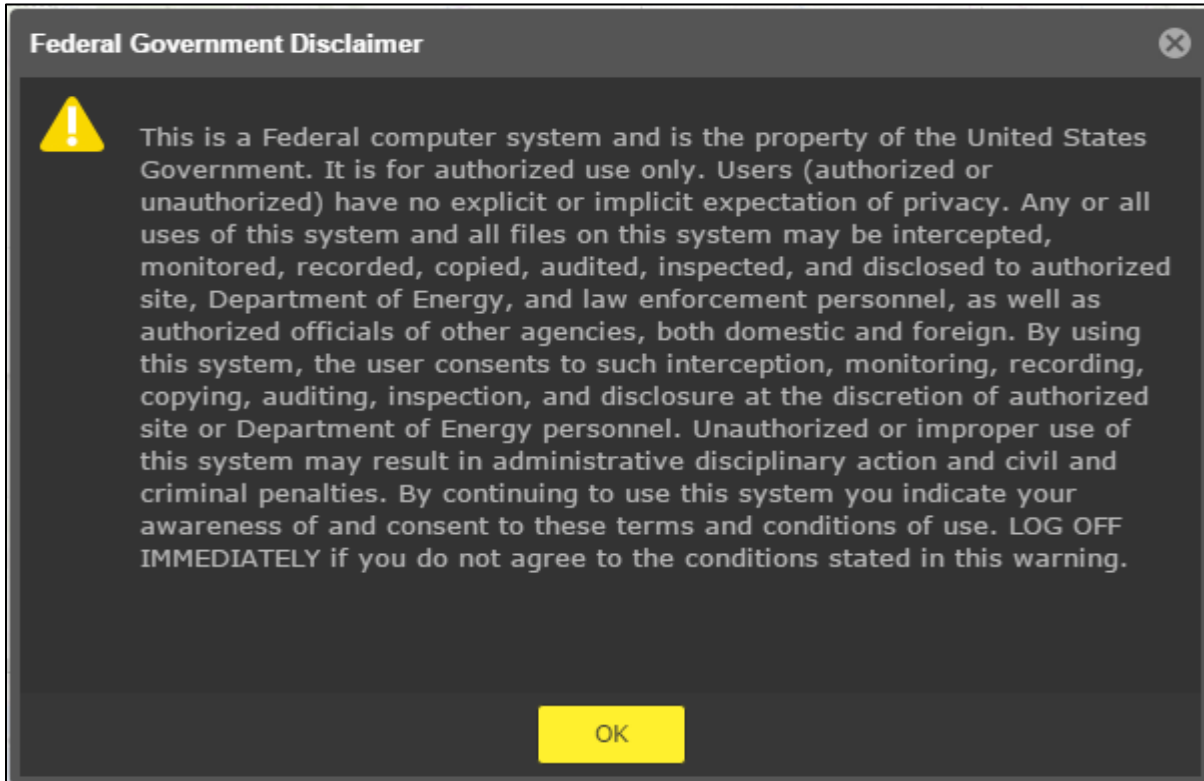 Federal Government Disclaimer
This is a Federal computer system and is the property of the United States
Government. It is for authorized use only. Users (authorized or
unauthorized) have no explicit or implicit expectation of privacy. Any or all
uses of this system and all files on this system may be intercepted,
monitored, recorded, copied, audited, inspected, and disclosed to authorized
site, Department of Energy, and law enforcement personnel, as well as
authorized officials of other agencies, both domestic and foreign. By using
this system, the user consents to such interception, monitoring, recording,
copying, auditing, inspection, and disclosure at the discretion of authorized
site or Department of Energy personnel. Unauthorized or improper use of
this system may result in administrative disciplinary action and civil and
criminal penalties. By continuing to use this system you indicate your
awareness of and consent to these terms and conditions of use. LOG OFF
IMMEDIATELY if you do not agree to the conditions stated in this warning.
OK